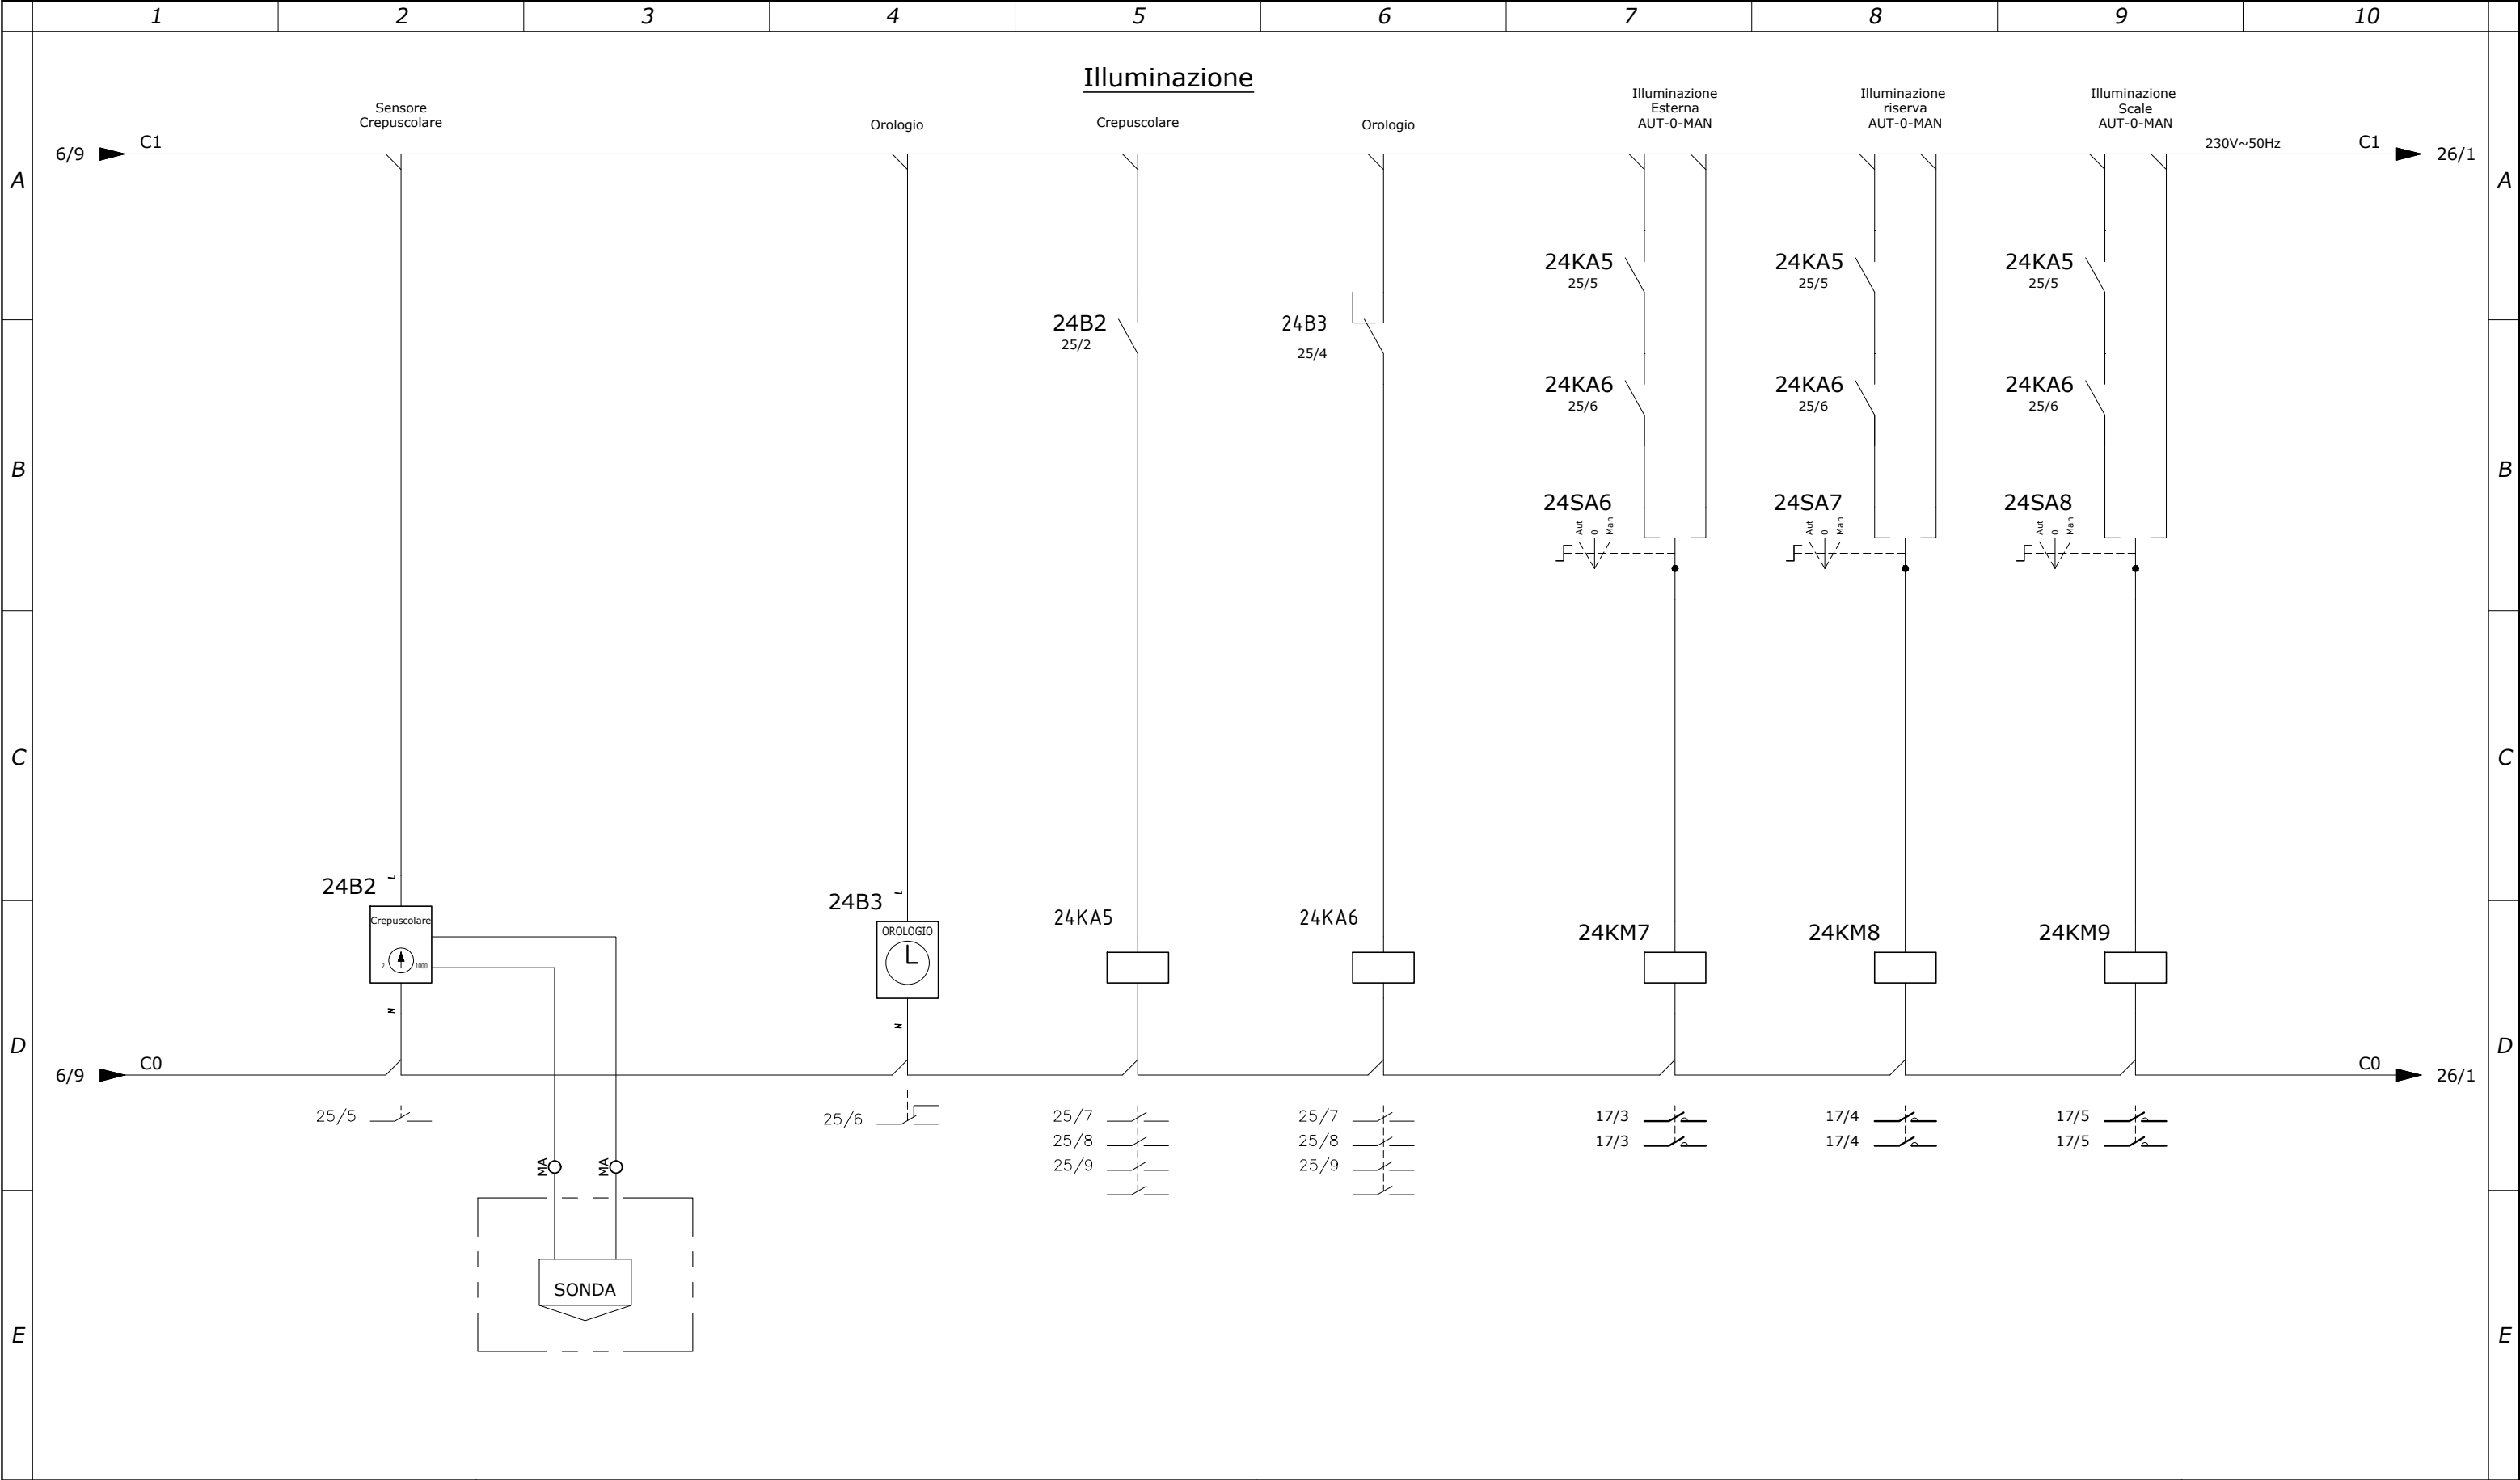 1 2 3 4 5 6 7 8 9 10
Illuminazione
Sensore
Crepuscolare
Orologio
Crepuscolare
Orologio
Illuminazione
Esterna
AUT-0-MAN
Illuminazione
riserva
AUT-0-MAN
Illuminazione
Scale
AUT-0-MAN
6/9 C1 230V~50Hz C1 26/1
A A
24KA5 24KA5 24KA5
25/5 25/5 25/5
24B2 24B3
25/2 25/4
24KA6 24KA6 24KA6
25/6 25/6 25/6
B B
24SA6 24SA7 24SA8
Aut 0 Man Aut 0 Man Aut 0 Man
C C
24B2 L
Crepuscolare
2 1000
N
24B3 L
OROLOGIO
N
24KA5 24KA6 24KM7 24KM8 24KM9
D D
6/9 C0 C0 26/1
25/5 25/6 25/7 25/7 17/3 17/4 17/5
25/8 25/8 17/3 17/4 17/5
25/9 25/9
MA MA
SONDA
E E